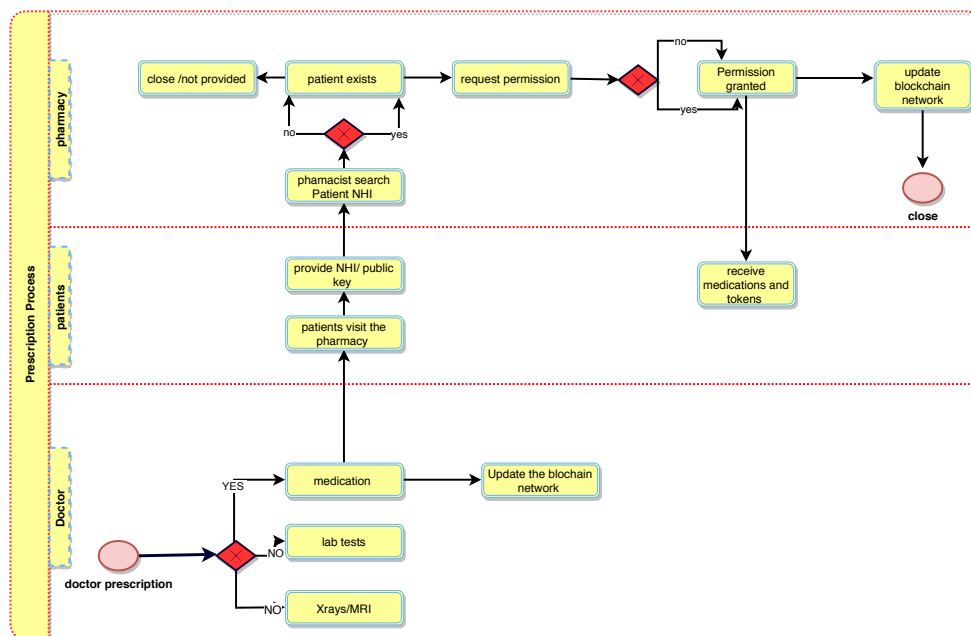 Prescription Process
pharmacy
close /not provided
patient exists
request permission
no
yes
Permission
granted
update
blockchain
network
no
yes
phamacist search
Patient NHI
close
patients
provide NHI/ public
key
patients visit the
pharmacy
receive
medications and
tokens
Doctor
YES
medication
Update the blochain
network
NO
lab tests
doctor prescription
NO
Xrays/MRI